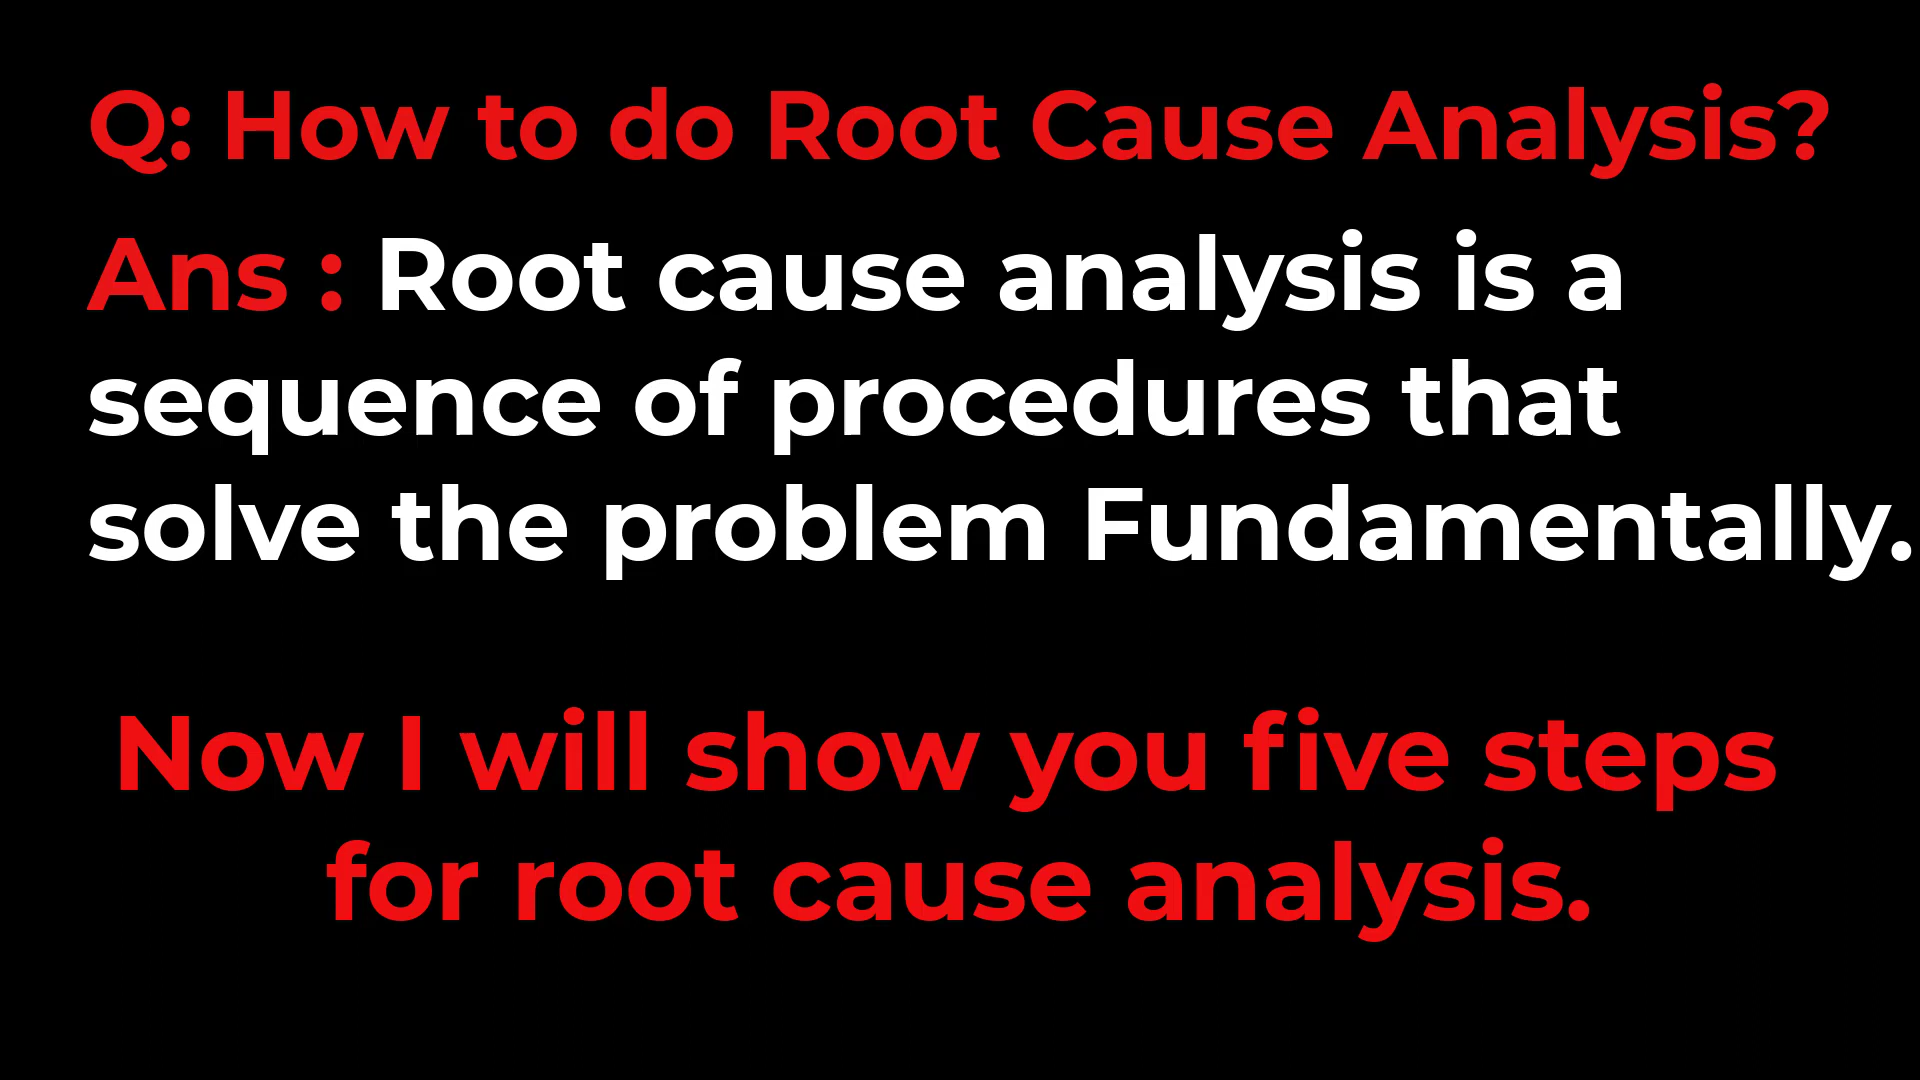 Q: How to do Root Cause Analysis?
Ans : Root cause analysis is a
sequence of procedures that
solve the problem Fundamentally.
Now I will show you five steps
for root cause analysis.